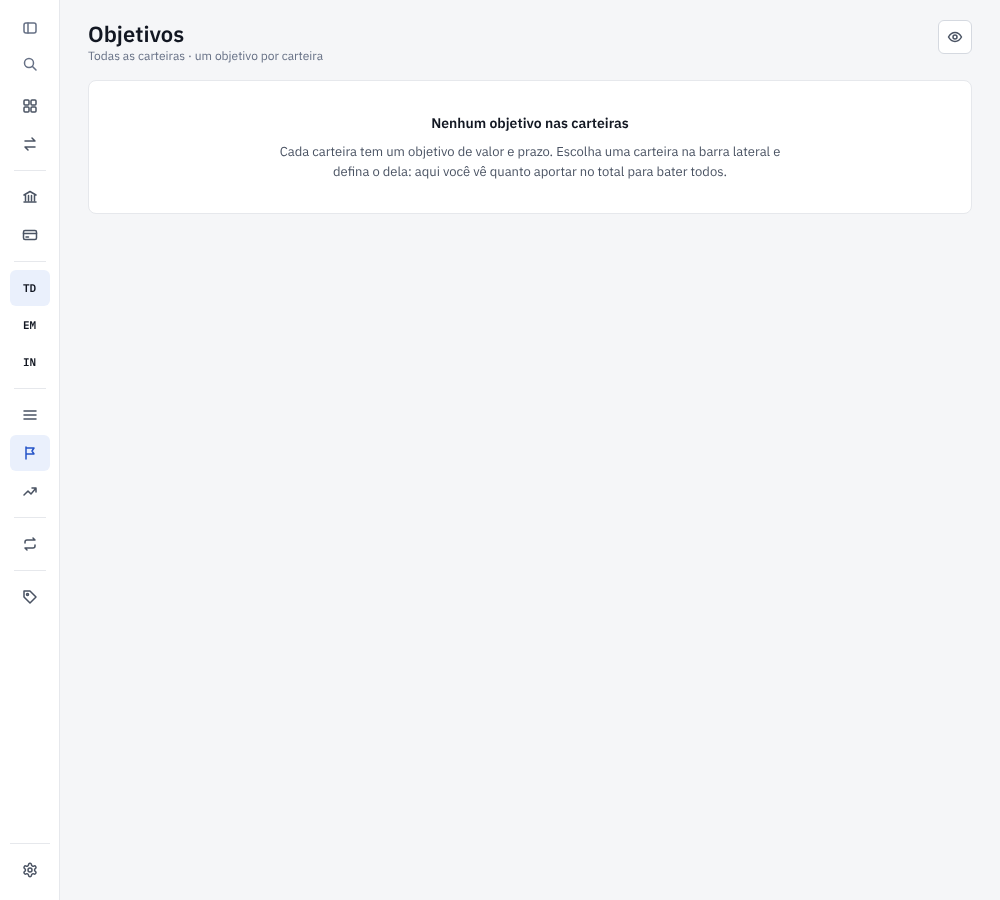 Objetivos
Todas as carteiras · um objetivo por carteira
Nenhum objetivo nas carteiras
Cada carteira tem um objetivo de valor e prazo. Escolha uma carteira na barra lateral e
defina o dela: aqui você vê quanto aportar no total para bater todos.
TD
EM
IN